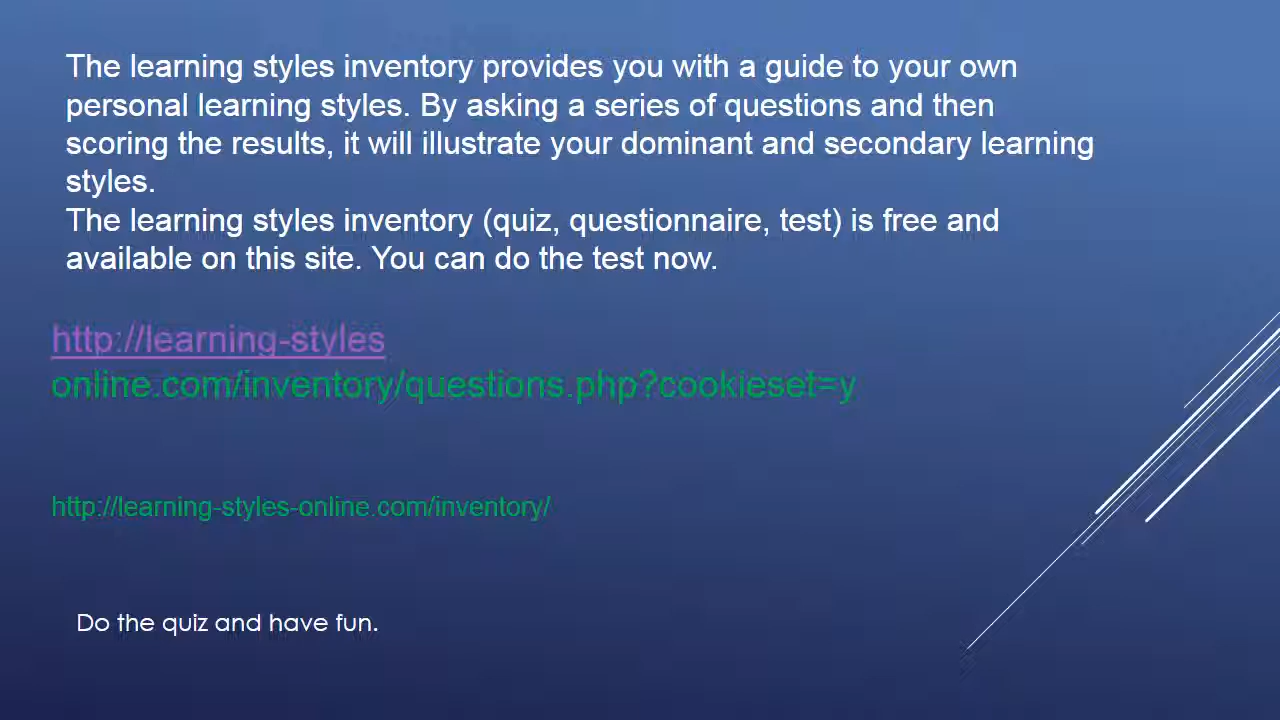 The learning styles inventory provides you with a guide to your own
personal learning styles. By asking a series of questions and then
scoring the results, it will illustrate your dominant and secondary learning
styles.
The learning styles inventory (quiz, questionnaire, test) is free and
available on this site. You can do the test now.
http://learning-styles
online.com/inventory/questions.php?cookieset=y
http://learning-styles-online.com/inventory/
Do the quiz and have fun.